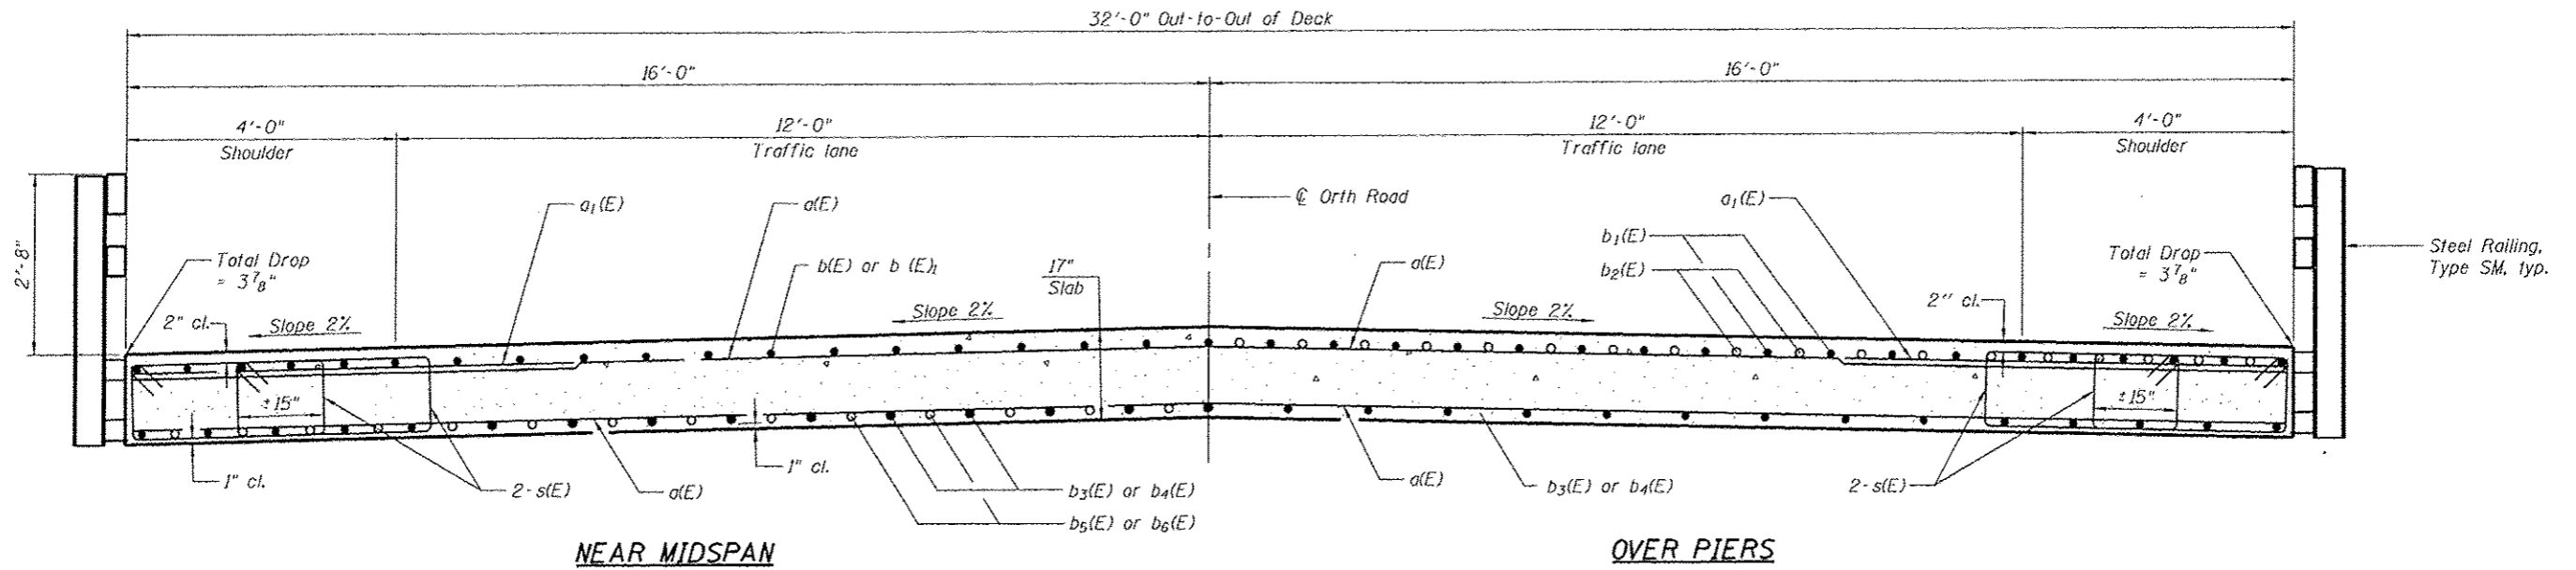 32'-0" Out-to-Out of Deck
16'-0"
16'-0"
4'-0"
Shoulder
12'-0"
Traffic lane
12'-0"
Traffic lane
4'-0"
Shoulder
2'-8"
a₁(E)
a(E)
℄ Orth Road
a₁(E)
b₁(E)
b₂(E)
Total Drop
= 3⅞"
b(E) or b (E)₁
17"
Slab
a(E)
Total Drop
= 3⅞"
Steel Railing,
Type SM, typ.
2" cl.
Slope 2%
Slope 2%
Slope 2%
2" cl.
Slope 2%
±15"
±15"
1" cl.
2-s(E)
a(E)
1" cl.
b₃(E) or b₄(E)
b₅(E) or b₆(E)
a(E)
b₃(E) or b₄(E)
2-s(E)
NEAR MIDSPAN
OVER PIERS